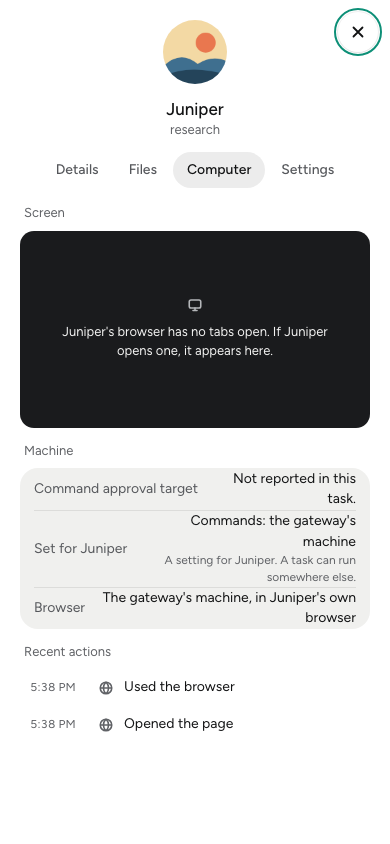 Juniper
research
Details
Files
Computer
Settings
Screen
Juniper's browser has no tabs open. If Juniper
opens one, it appears here.
Machine
Command approval target
Not reported in this
task.
Set for Juniper
Commands: the gateway's
machine
A setting for Juniper. A task can run
somewhere else.
Browser
The gateway's machine, in Juniper's own
browser
Recent actions
5:38 PM
Used the browser
5:38 PM
Opened the page